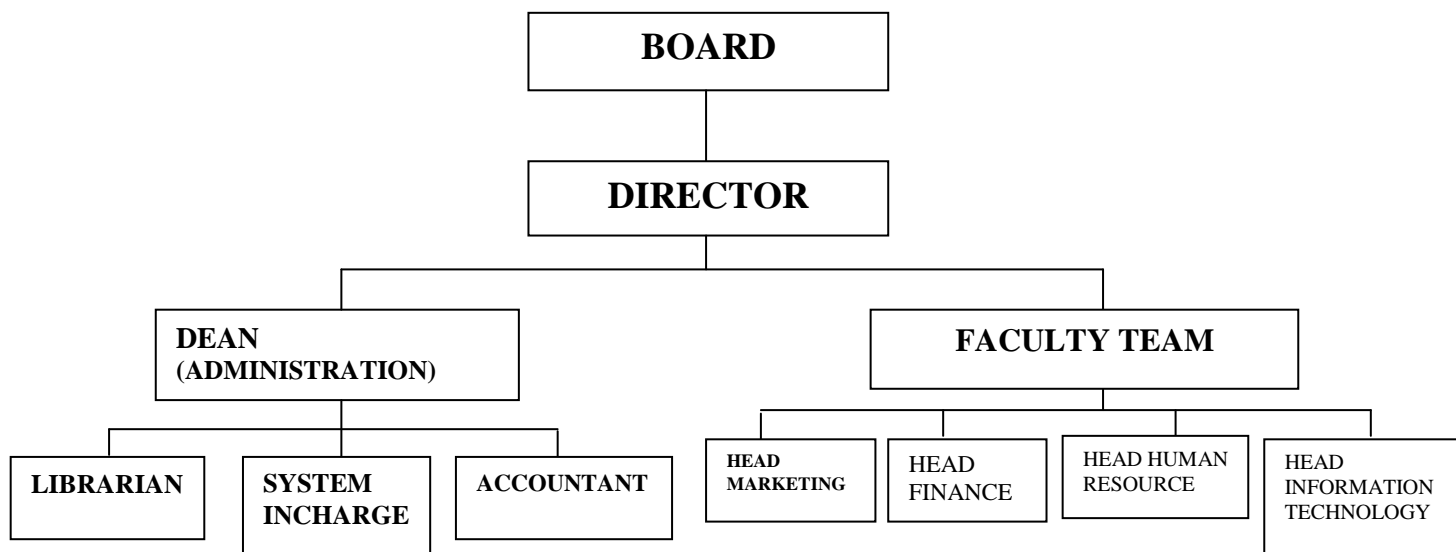 BOARD
DIRECTOR
DEAN
(ADMINISTRATION)
FACULTY TEAM
LIBRARIAN
SYSTEM
INCHARGE
ACCOUNTANT
HEAD
MARKETING
HEAD
FINANCE
HEAD HUMAN
RESOURCE
HEAD
INFORMATION
TECHNOLOGY